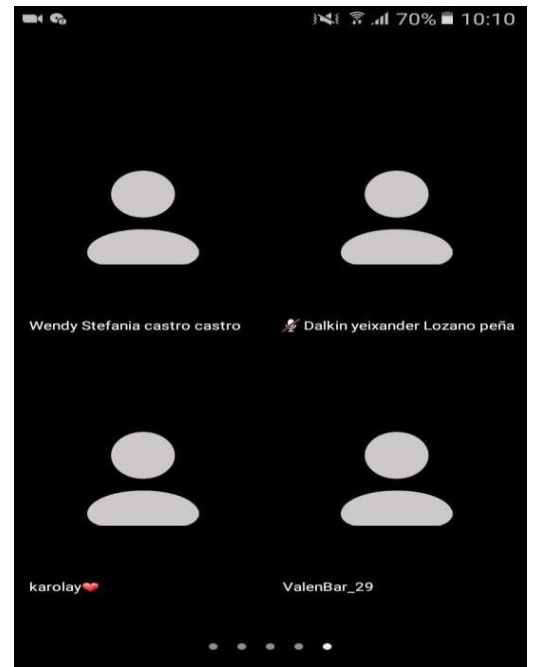 70% 10:10
Wendy Stefania castro castro
Dalkin yeixander Lozano peña
karolay❤️
ValenBar_29